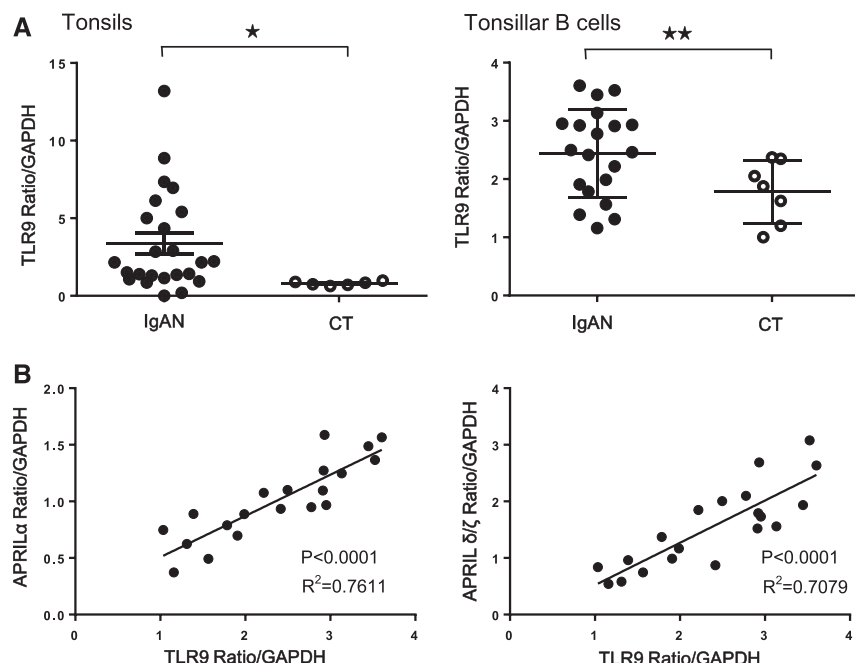 A Tonsils
Tonsillar B cells
★
★★
TLR9 Ratio/GAPDH
15
10
5
0
IgAN
CT
TLR9 Ratio/GAPDH
4
3
2
1
0
IgAN
CT
B
APRILα Ratio/GAPDH
2.0
1.5
1.0
0.5
0.0
P<0.0001
R²=0.7611
0 1 2 3 4
TLR9 Ratio/GAPDH
APRIL δ/ζ Ratio/GAPDH
4
3
2
1
0
P<0.0001
R²=0.7079
0 1 2 3 4
TLR9 Ratio/GAPDH